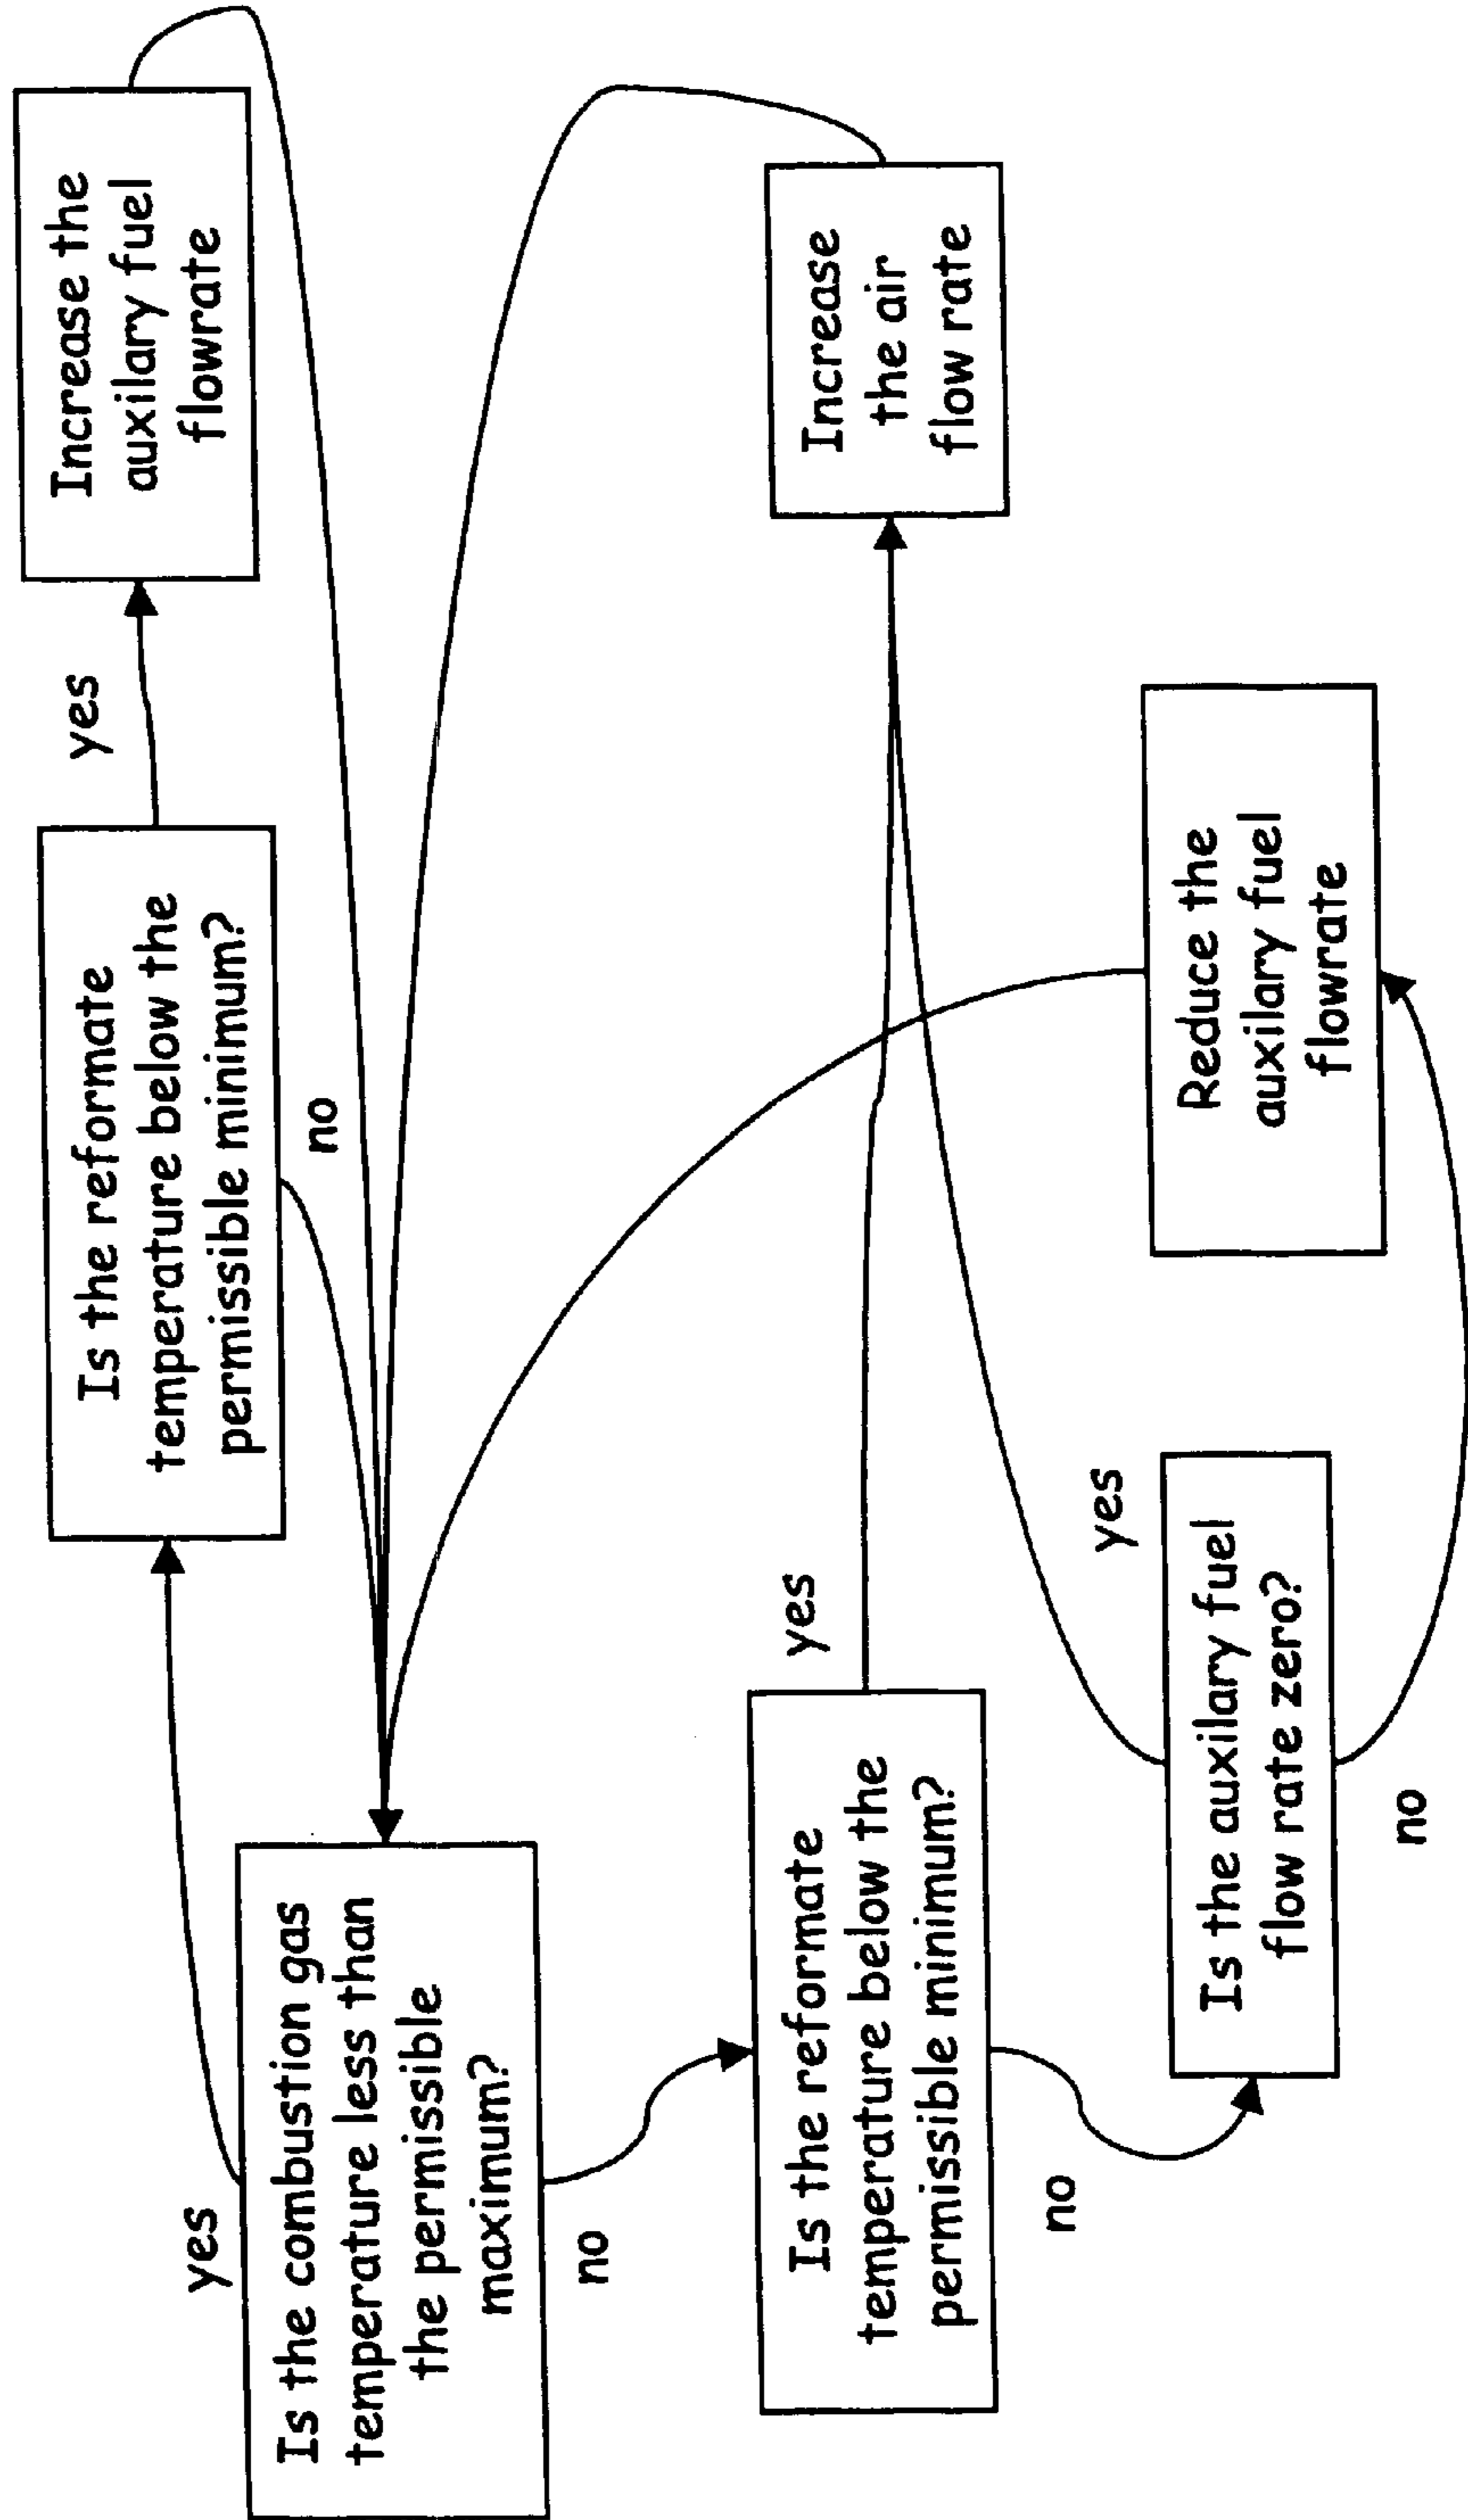 yes
Is the combustion gas
temperature less than
the permissible
maximum?
no
Is the reformate
temperature below the
permissible minimum?
yes
no
Increase the
auxilary fuel
flowrate
Is the reformate
temperature below the
permissible minimum?
yes
no
Increase
the air
flow rate
Is the auxilary fuel
flow rate zero?
yes
no
Reduce the
auxilary fuel
flowrate